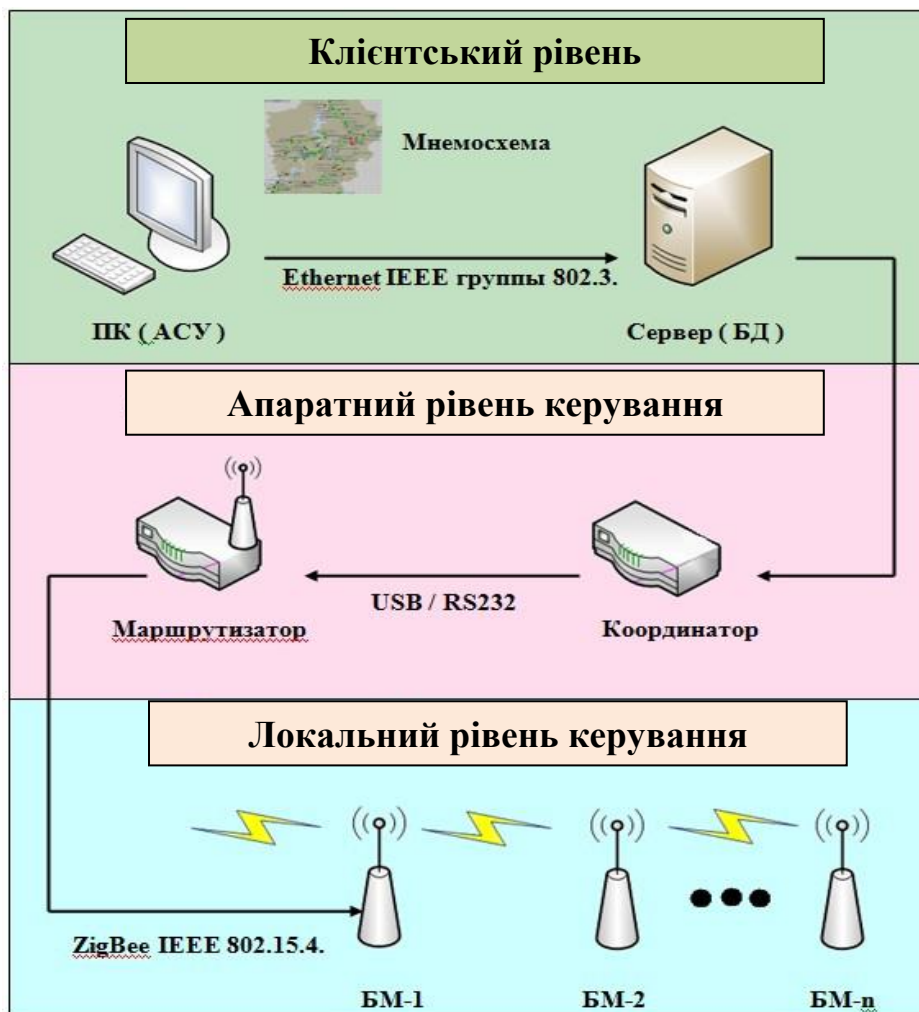 Клієнтський рівень
Мнемосхема
Ethernet IEEE группы 802.3.
ПК ( АСУ )
Сервер ( БД )
Апаратний рівень керування
USB / RS232
Маршрутизатор
Координатор
Локальний рівень керування
ZigBee IEEE 802.15.4.
БМ-1
БМ-2
БМ-n